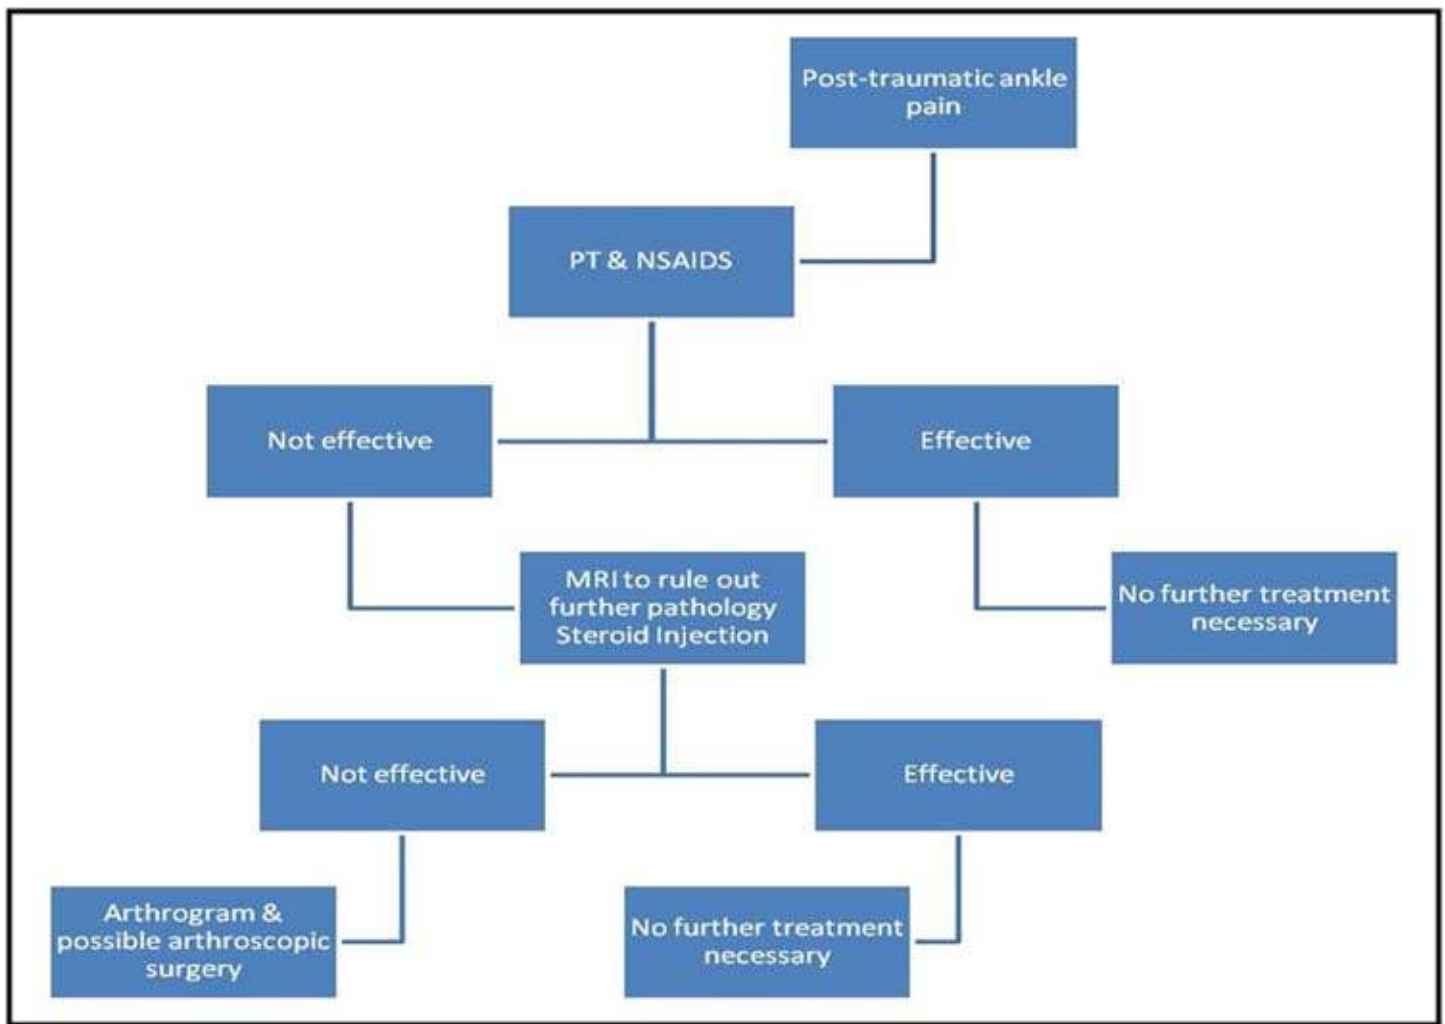 Post-traumatic ankle
pain
PT & NSAIDS
Not effective
Effective
MRI to rule out
further pathology
Steroid Injection
No further treatment
necessary
Not effective
Effective
Arthrogram &
possible arthroscopic
surgery
No further treatment
necessary